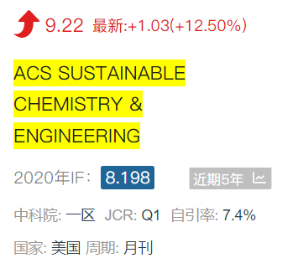 9.22 最新:+1.03(+12.50%)
ACS SUSTAINABLE
CHEMISTRY &
ENGINEERING
2020年IF: 8.198 近期5年
中科院: 一区 JCR: Q1 自引率: 7.4%
国家: 美国 周期: 月刊